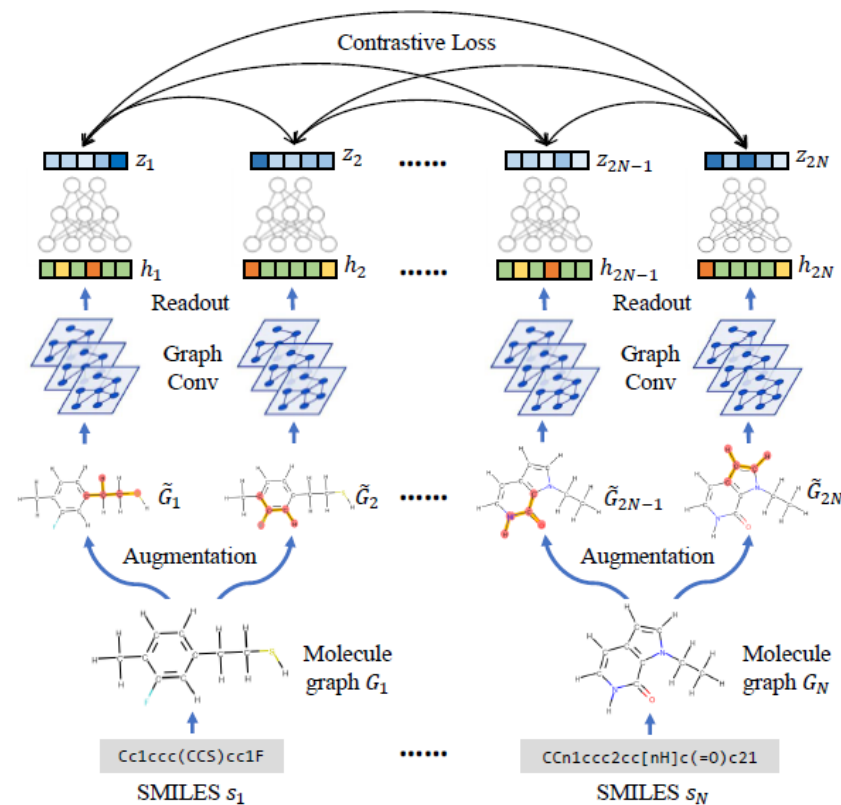 Contrastive Loss
z₁ z₂ ...... z₂ₙ₋₁ z₂ₙ
h₁ h₂ ...... h₂ₙ₋₁ h₂ₙ
Readout Readout
Graph Conv Graph Conv
G̃₁ G̃₂ ...... G̃₂ₙ₋₁ G̃₂ₙ
Augmentation Augmentation
Molecule graph G₁ Molecule graph G_N
Cc1ccc(CCS)cc1F ...... CCn1ccc2cc[nH]c(=O)c21
SMILES s₁ SMILES s_N